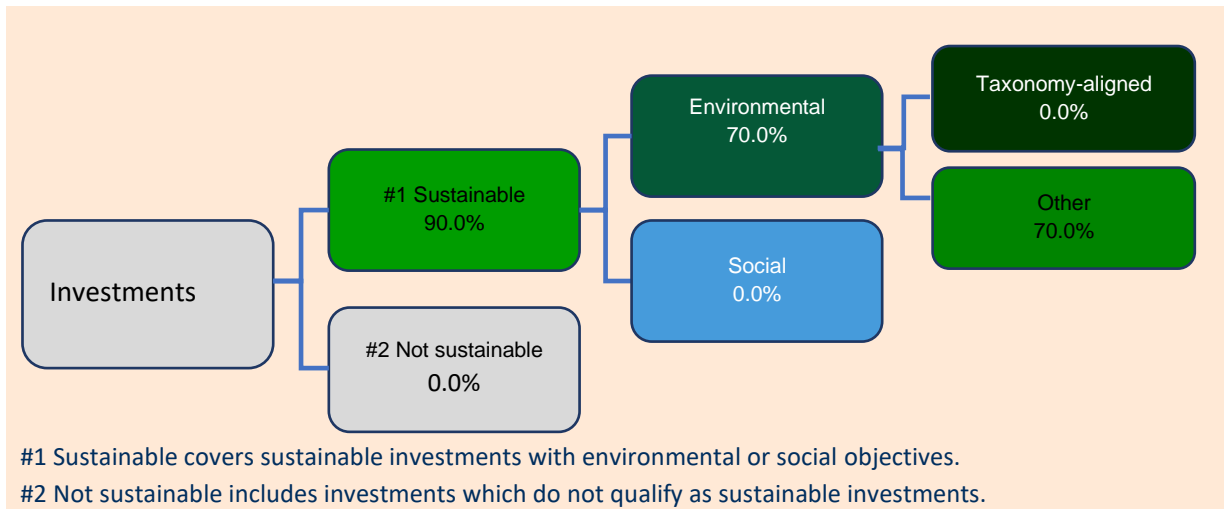 Investments
#1 Sustainable
90.0%
#2 Not sustainable
0.0%
Environmental
70.0%
Social
0.0%
Taxonomy-aligned
0.0%
Other
70.0%
#1 Sustainable covers sustainable investments with environmental or social objectives.
#2 Not sustainable includes investments which do not qualify as sustainable investments.